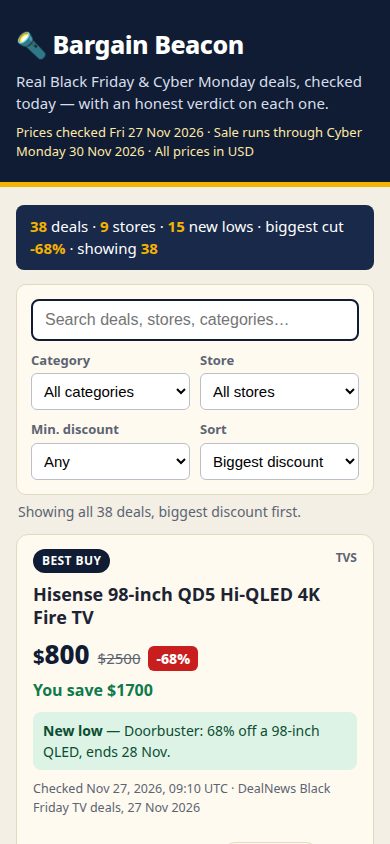 Bargain Beacon
Real Black Friday & Cyber Monday deals, checked
today — with an honest verdict on each one.
Prices checked Fri 27 Nov 2026 · Sale runs through Cyber
Monday 30 Nov 2026 · All prices in USD
38 deals · 9 stores · 15 new lows · biggest cut
-68% · showing 38
Search deals, stores, categories…
Category
Store
All categories
All stores
Min. discount
Sort
Any
Biggest discount
Showing all 38 deals, biggest discount first.
BEST BUY
TVS
Hisense 98-inch QD5 Hi-QLED 4K
Fire TV
$800 $2500 -68%
You save $1700
New low — Doorbuster: 68% off a 98-inch
QLED, ends 28 Nov.
Checked Nov 27, 2026, 09:10 UTC · DealNews Black
Friday TV deals, 27 Nov 2026